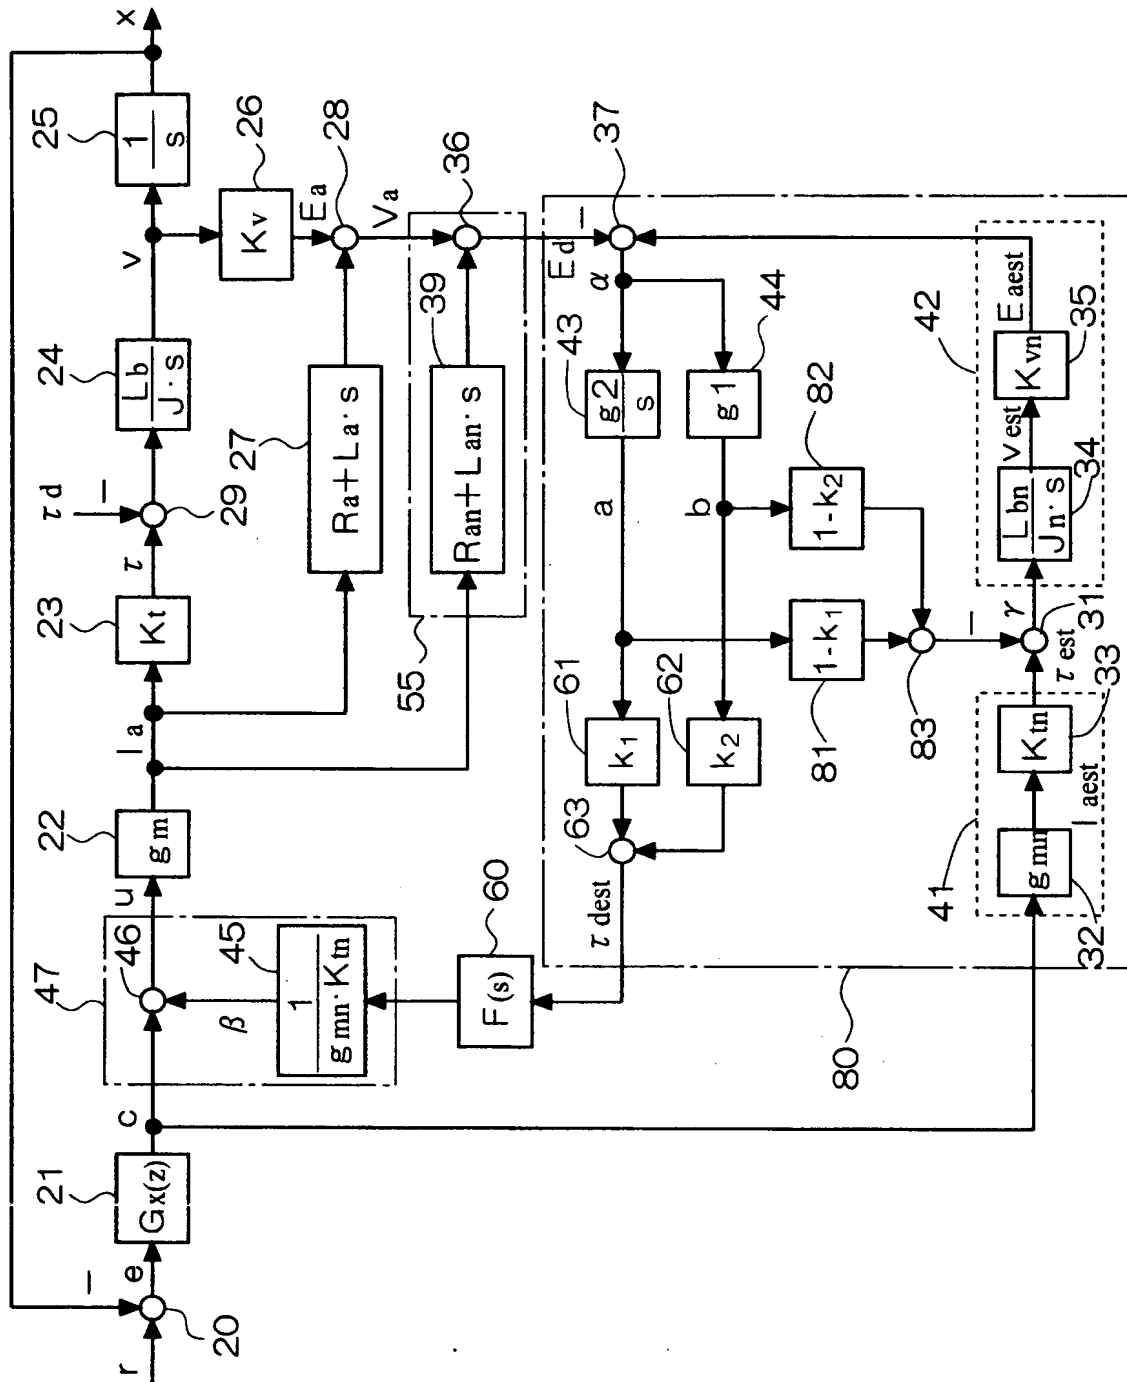 r
20
−
e
21
Gx(z)
c
47
46
β
45
1
gmn·Ktn
u
22
gm
Ia
23
Kt
τ
τd
−
29
24
Lb
J·s
v
25
1
s
x
Kv
26
Ea
28
27
Ra+La·s
Va
55
39
Ran+Lan·s
36
Ed
−
37
α
43
g2
s
44
g1
a
b
61
k1
62
k2
63
τdest
60
F(s)
81
1-k1
82
1-k2
83
−
80
41
32
gmn
Iaest
Ktn
33
τest
31
γ
42
Lbn
Jn·s
34
vest
Kvn
35
Eaest